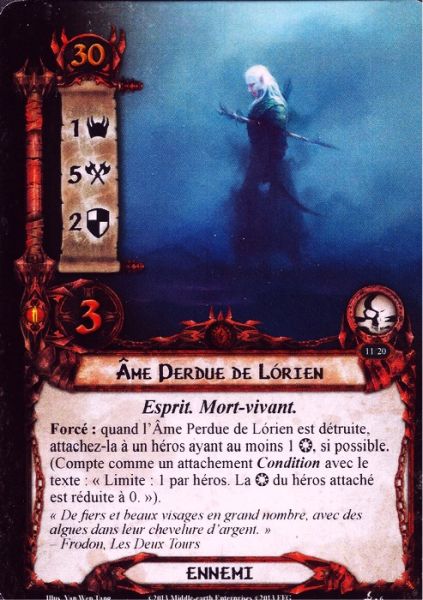 30
1
5
2
3
11/20
Âme Perdue de Lórien
Esprit. Mort-vivant.
Forcé : quand l'Âme Perdue de Lórien est détruite,
attachez-la à un héros ayant au moins 1, si possible.
(Compte comme un attachement Condition avec le
texte : « Limite : 1 par héros. La du héros attaché
est réduite à 0. »).
« De fiers et beaux visages en grand nombre, avec des
algues dans leur chevelure d'argent. »
– Frodon, Les Deux Tours
ENNEMI
©2013 Middle-earth Enterprises ©2013 FFG